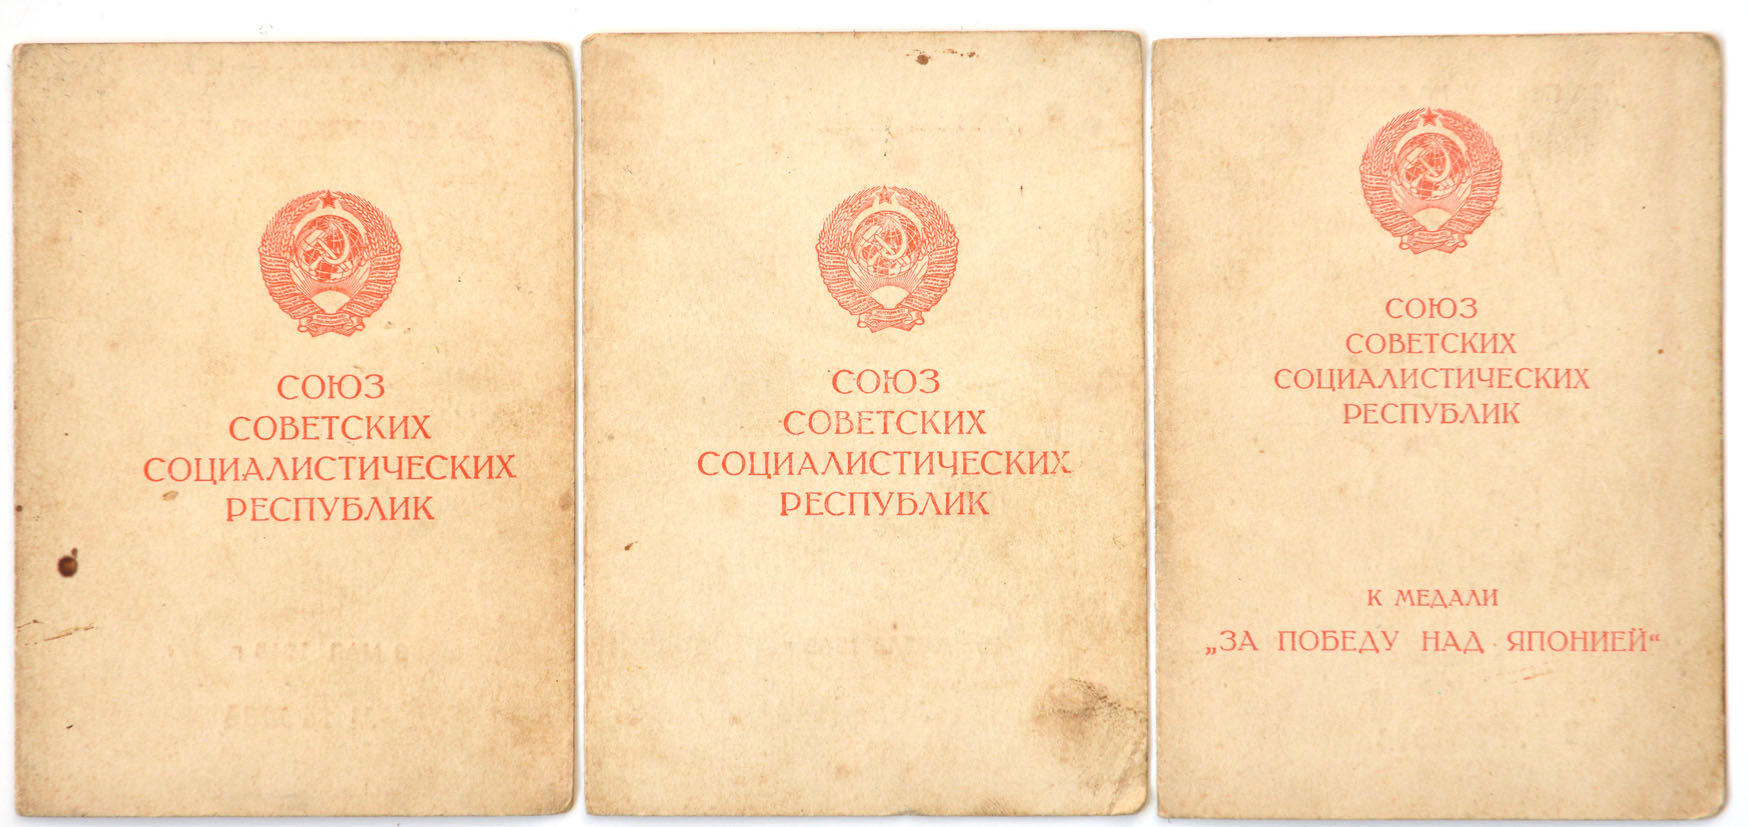 СОЮЗ
СОВЕТСКИХ
СОЦИАЛИСТИЧЕСКИХ
РЕСПУБЛИК
СОЮЗ
СОВЕТСКИХ
СОЦИАЛИСТИЧЕСКИХ
РЕСПУБЛИК
СОЮЗ
СОВЕТСКИХ
СОЦИАЛИСТИЧЕСКИХ
РЕСПУБЛИК
К МЕДАЛИ
„ЗА ПОБЕДУ НАД ЯПОНИЕЙ“